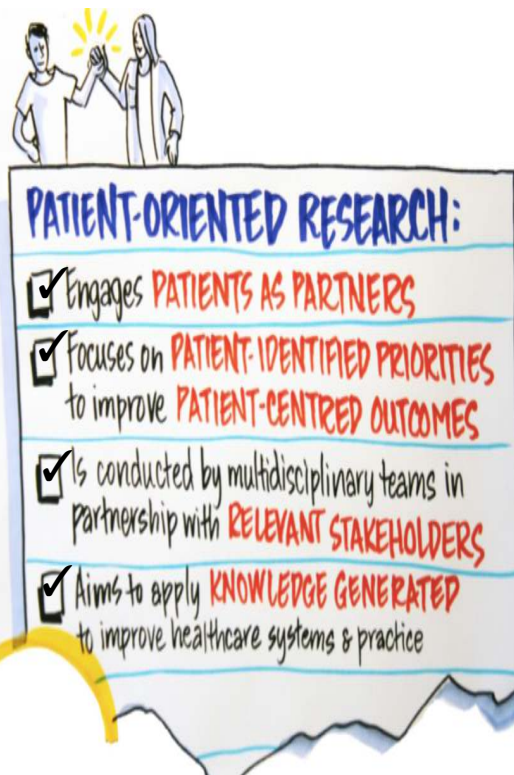 PATIENT-ORIENTED RESEARCH:
Engages PATIENTS AS PARTNERS
Focuses on PATIENT-IDENTIFIED PRIORITIES
to improve PATIENT-CENTRED OUTCOMES
Is conducted by multidisciplinary teams in
partnership with RELEVANT STAKEHOLDERS
Aims to apply KNOWLEDGE GENERATED
to improve healthcare systems & practice